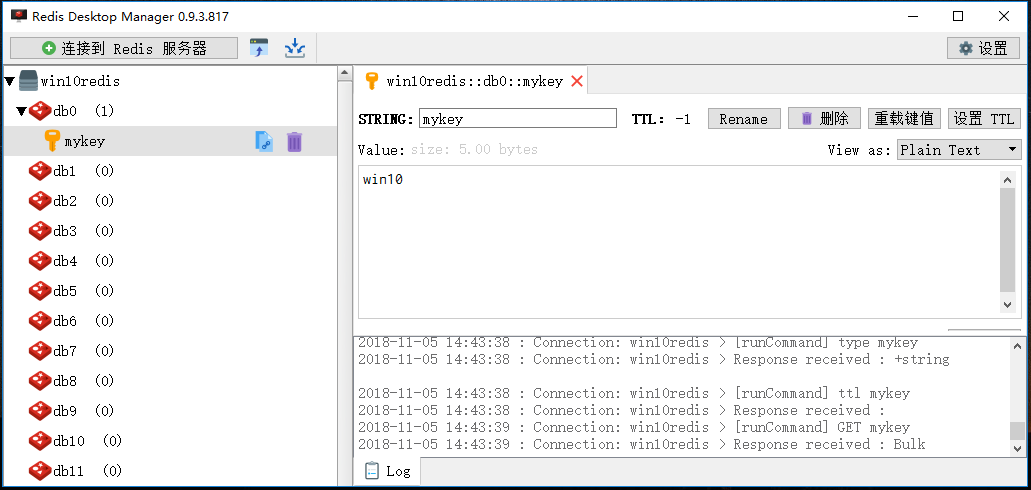 Redis Desktop Manager 0.9.3.817
连接到 Redis 服务器
设置
win10redis
db0 (1)
mykey
db1 (0)
db2 (0)
db3 (0)
db4 (0)
db5 (0)
db6 (0)
db7 (0)
db8 (0)
db9 (0)
db10 (0)
db11 (0)
win10redis::db0::mykey
STRING: mykey TTL: -1 Rename 删除 重载键值 设置 TTL
Value: size: 5.00 bytes View as: Plain Text
win10
2018-11-05 14:43:38 : Connection: win10redis > [runCommand] type mykey
2018-11-05 14:43:38 : Connection: win10redis > Response received : +string
2018-11-05 14:43:38 : Connection: win10redis > [runCommand] ttl mykey
2018-11-05 14:43:38 : Connection: win10redis > Response received :
2018-11-05 14:43:39 : Connection: win10redis > [runCommand] GET mykey
2018-11-05 14:43:39 : Connection: win10redis > Response received : Bulk
Log